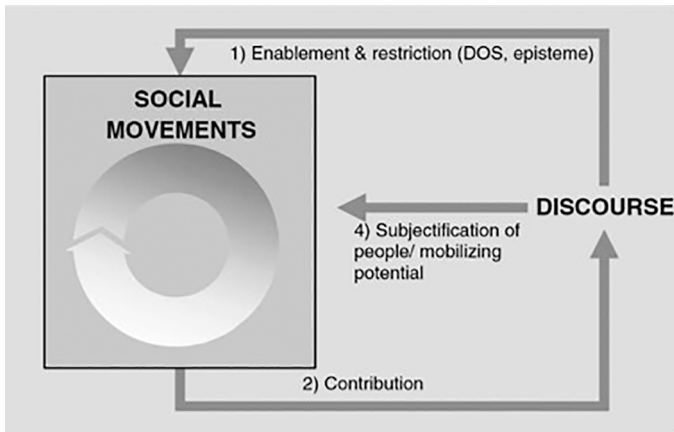 1) Enablement & restriction (DOS, episteme)
SOCIAL
MOVEMENTS
DISCOURSE
4) Subjectification of
people/ mobilizing
potential
2) Contribution